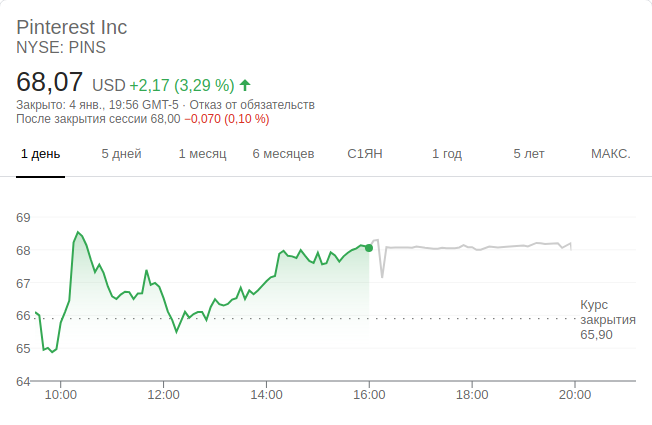 Pinterest Inc
NYSE: PINS
68,07 USD +2,17 (3,29 %)
Закрыто: 4 янв., 19:56 GMT-5 · Отказ от обязательств
После закрытия сессии 68,00 −0,070 (0,10 %)
1 день 5 дней 1 месяц 6 месяцев С1ЯН 1 год 5 лет МАКС.
69
68
67
66
65
64
Курс
закрытия
65,90
10:00 12:00 14:00 16:00 18:00 20:00